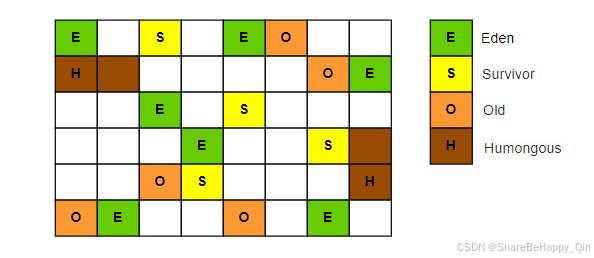 E S E O
H O E
E S
E S
O S H
O E O E
E Eden
S Survivor
O Old
H Humongous
CSDN @ShareBeHappy_Qin